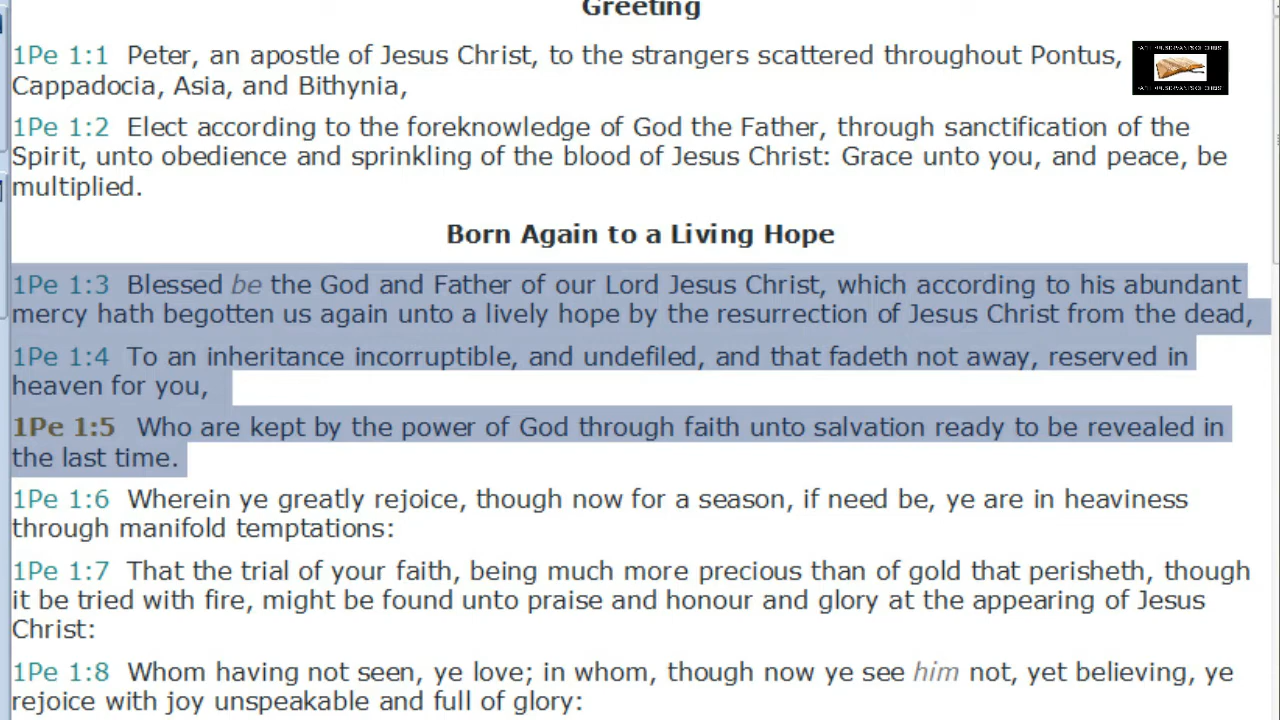 Greeting
1Pe 1:1 Peter, an apostle of Jesus Christ, to the strangers scattered throughout Pontus,
Cappadocia, Asia, and Bithynia,
1Pe 1:2 Elect according to the foreknowledge of God the Father, through sanctification of the
Spirit, unto obedience and sprinkling of the blood of Jesus Christ: Grace unto you, and peace, be
multiplied.
Born Again to a Living Hope
1Pe 1:3 Blessed be the God and Father of our Lord Jesus Christ, which according to his abundant
mercy hath begotten us again unto a lively hope by the resurrection of Jesus Christ from the dead,
1Pe 1:4 To an inheritance incorruptible, and undefiled, and that fadeth not away, reserved in
heaven for you,
1Pe 1:5 Who are kept by the power of God through faith unto salvation ready to be revealed in
the last time.
1Pe 1:6 Wherein ye greatly rejoice, though now for a season, if need be, ye are in heaviness
through manifold temptations:
1Pe 1:7 That the trial of your faith, being much more precious than of gold that perisheth, though
it be tried with fire, might be found unto praise and honour and glory at the appearing of Jesus
Christ:
1Pe 1:8 Whom having not seen, ye love; in whom, though now ye see him not, yet believing, ye
rejoice with joy unspeakable and full of glory: